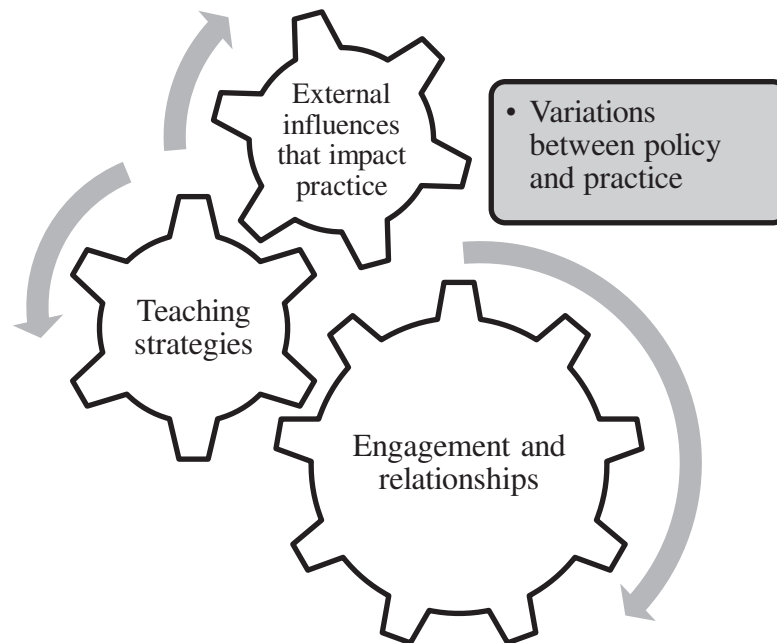 External
influences
that impact
practice
• Variations
between policy
and practice
Teaching
strategies
Engagement and
relationships